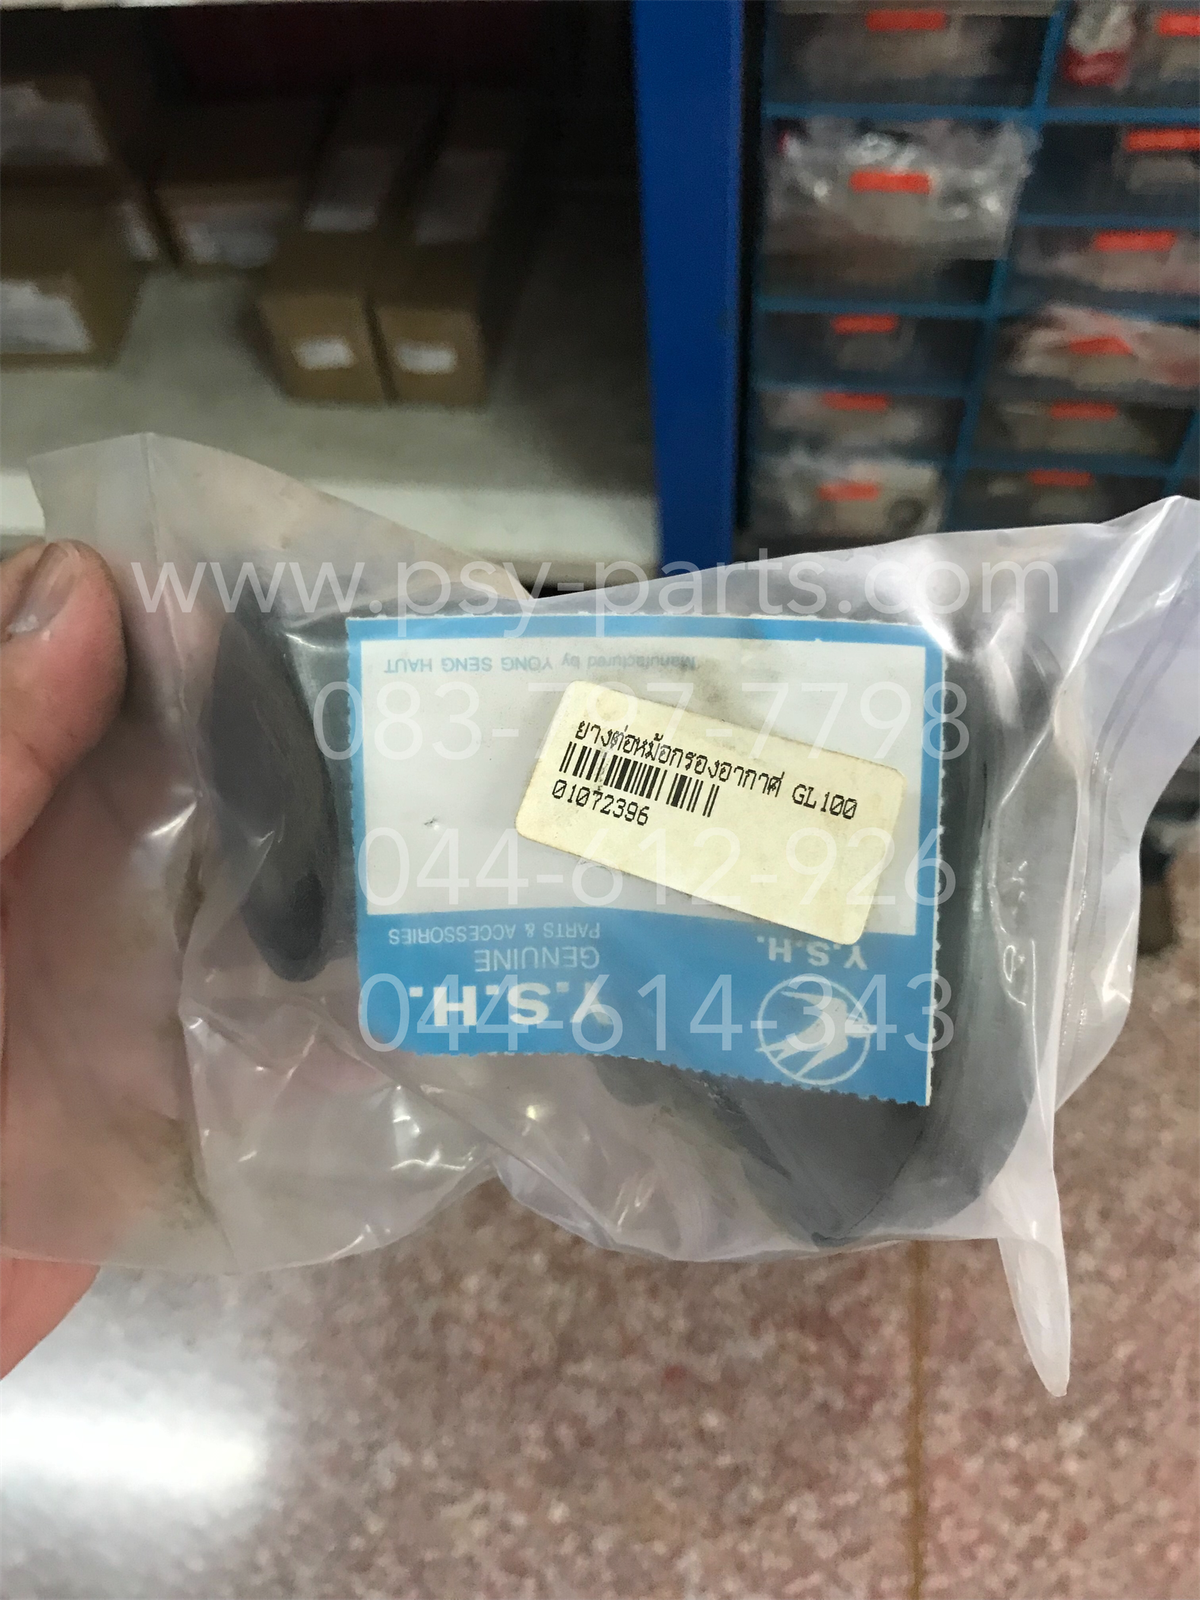 www.psy-parts.com
Manufactured by YONG SENG HAUT
083-797-7798
ยางต่อหม้อกรองอากาศ GL100
01072396
044-612-926
Y.S.H.
GENUINE
PARTS & ACCESSORIES
Y.S.H.
044-614-343